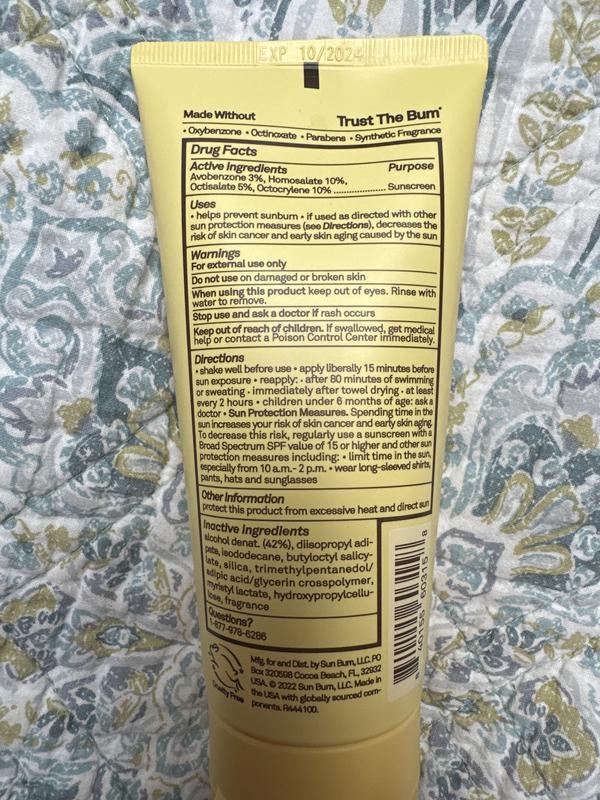 EXP 10/2024
Made Without
Trust The Bum®
• Oxybenzone • Octinoxate • Parabens • Synthetic Fragrance
Drug Facts
Active Ingredients Purpose
Avobenzone 3%, Homosalate 10%,
Octisalate 5%, Octocrylene 10% .................... Sunscreen
Uses
• helps prevent sunburn • if used as directed with other
sun protection measures (see Directions), decreases the
risk of skin cancer and early skin aging caused by the sun
Warnings
For external use only
Do not use on damaged or broken skin
When using this product keep out of eyes. Rinse with
water to remove.
Stop use and ask a doctor if rash occurs
Keep out of reach of children. If swallowed, get medical
help or contact a Poison Control Center immediately.
Directions
• shake well before use • apply liberally 15 minutes before
sun exposure • reapply: • after 80 minutes of swimming
or sweating • immediately after towel drying • at least
every 2 hours • children under 6 months of age: ask a
doctor • Sun Protection Measures. Spending time in the
sun increases your risk of skin cancer and early skin aging.
To decrease this risk, regularly use a sunscreen with a
Broad Spectrum SPF value of 15 or higher and other sun
protection measures including: • limit time in the sun,
especially from 10 a.m.- 2 p.m. • wear long-sleeved shirts,
pants, hats and sunglasses
Other Information
protect this product from excessive heat and direct sun
Inactive Ingredients
alcohol denat. (42%), diisopropyl adi-
pate, isododecane, butyloctyl salicy-
late, silica, trimethylpentanediol/
adipic acid/glycerin crosspolymer,
myristyl lactate, hydroxypropylcellu-
lose, fragrance
Questions?
1-877-978-6286
Cruelty Free
Mfg. for and Dist. by Sun Bum, LLC. PO
Box 320598 Cocoa Beach, FL, 32932
USA. © 2022 Sun Bum, LLC. Made in
the USA with globally sourced com-
ponents. R444100.
60315 8